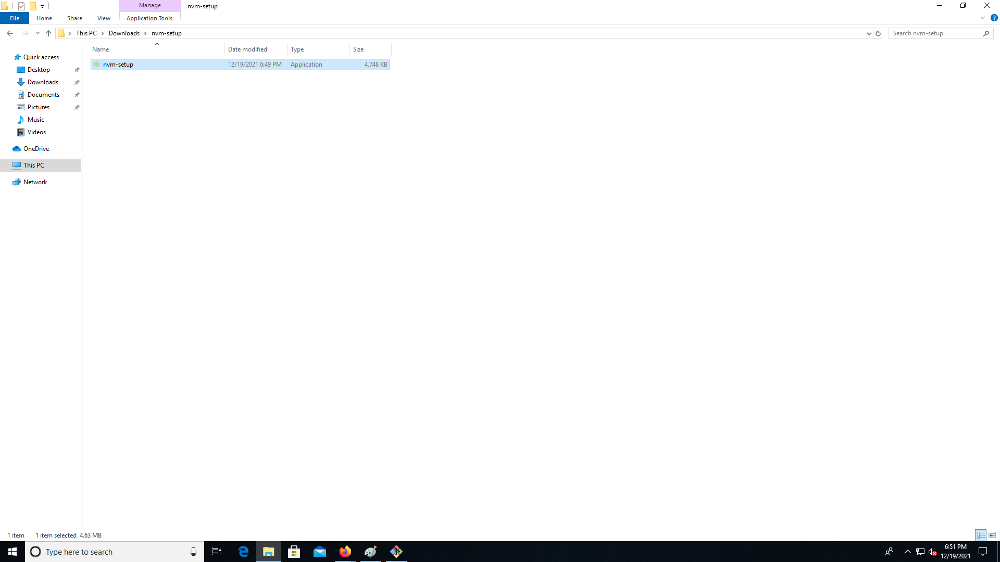 Manage
nvm-setup
File
Home
Share
View
Application Tools
This PC
Downloads
nvm-setup
Search nvm-setup
Name
Date modified
Type
Size
nvm-setup
12/19/2021 6:49 PM
Application
4,748 KB
Quick access
Desktop
Downloads
Documents
Pictures
Music
Videos
OneDrive
This PC
Network
1 item
1 item selected 4.63 MB
Type here to search
6:51 PM
12/19/2021